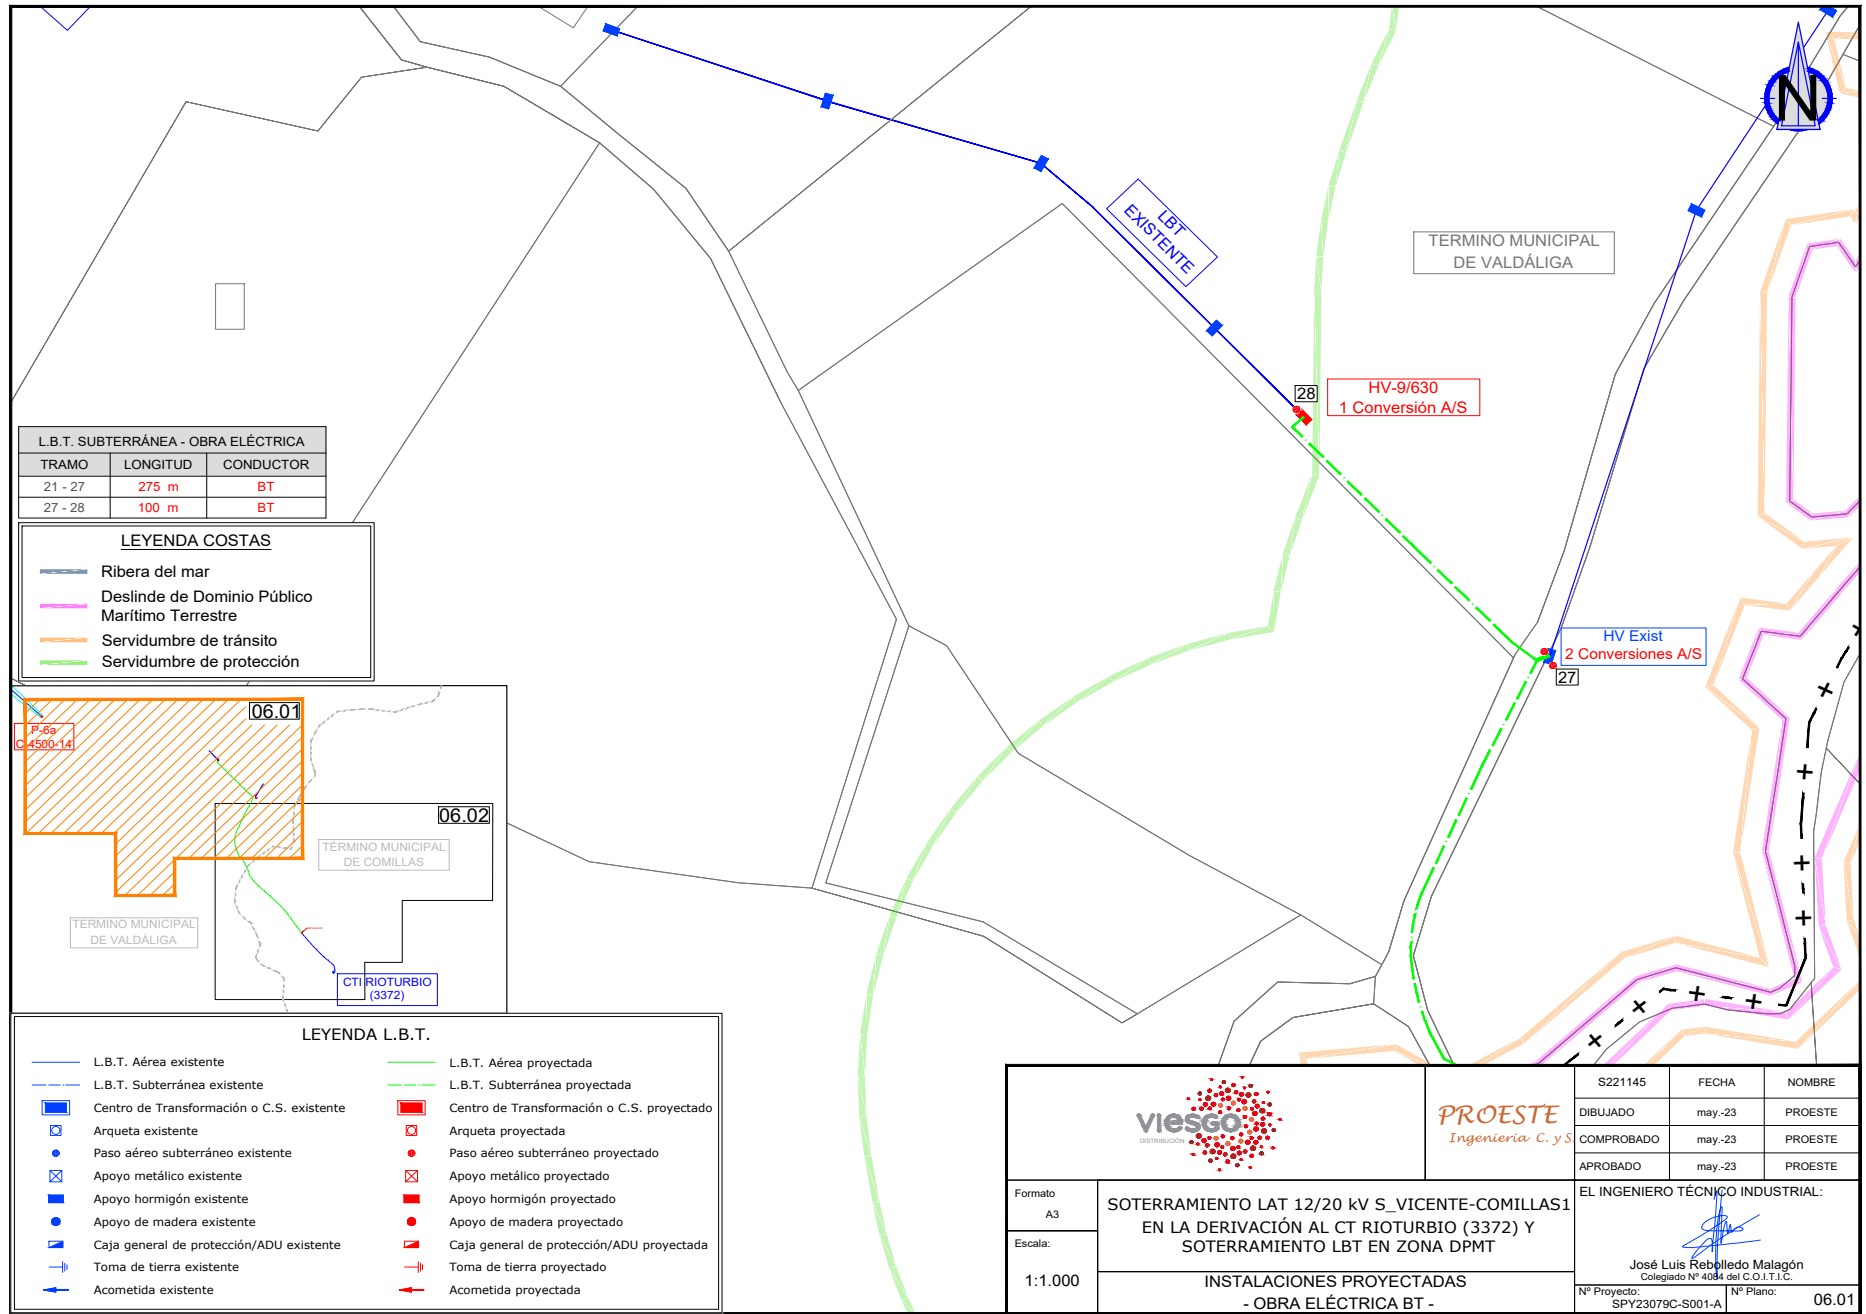 N
LBT
EXISTENTE
TERMINO MUNICIPAL
DE VALDÁLIGA
28
HV-9/630
1 Conversión A/S
HV Exist
2 Conversiones A/S
27
L.B.T. SUBTERRÁNEA - OBRA ELÉCTRICA
TRAMO LONGITUD CONDUCTOR
21 - 27 275 m BT
27 - 28 100 m BT
LEYENDA COSTAS
Ribera del mar
Deslinde de Dominio Público
Marítimo Terrestre
Servidumbre de tránsito
Servidumbre de protección
06.01
P-6a
C-4500-14
06.02
TÉRMINO MUNICIPAL
DE COMILLAS
TERMINO MUNICIPAL
DE VALDÁLIGA
CTI RIOTURBIO
(3372)
LEYENDA L.B.T.
L.B.T. Aérea existente
L.B.T. Subterránea existente
Centro de Transformación o C.S. existente
Arqueta existente
Paso aéreo subterráneo existente
Apoyo metálico existente
Apoyo hormigón existente
Apoyo de madera existente
Caja general de protección/ADU existente
Toma de tierra existente
Acometida existente
L.B.T. Aérea proyectada
L.B.T. Subterránea proyectada
Centro de Transformación o C.S. proyectado
Arqueta proyectada
Paso aéreo subterráneo proyectado
Apoyo metálico proyectado
Apoyo hormigón proyectado
Apoyo de madera proyectado
Caja general de protección/ADU proyectada
Toma de tierra proyectado
Acometida proyectada
viesgo
DISTRIBUCIÓN
PROESTE
Ingeniería C. y S.
S221145 FECHA NOMBRE
DIBUJADO may.-23 PROESTE
COMPROBADO may.-23 PROESTE
APROBADO may.-23 PROESTE
Formato
A3
Escala:
1:1.000
SOTERRAMIENTO LAT 12/20 kV S_VICENTE-COMILLAS1
EN LA DERIVACIÓN AL CT RIOTURBIO (3372) Y
SOTERRAMIENTO LBT EN ZONA DPMT
INSTALACIONES PROYECTADAS
- OBRA ELÉCTRICA BT -
EL INGENIERO TÉCNICO INDUSTRIAL:
José Luis Rebolledo Malagón
Colegiado Nº 4084 del C.O.I.T.I.C.
Nº Proyecto:
SPY23079C-S001-A
Nº Plano:
06.01